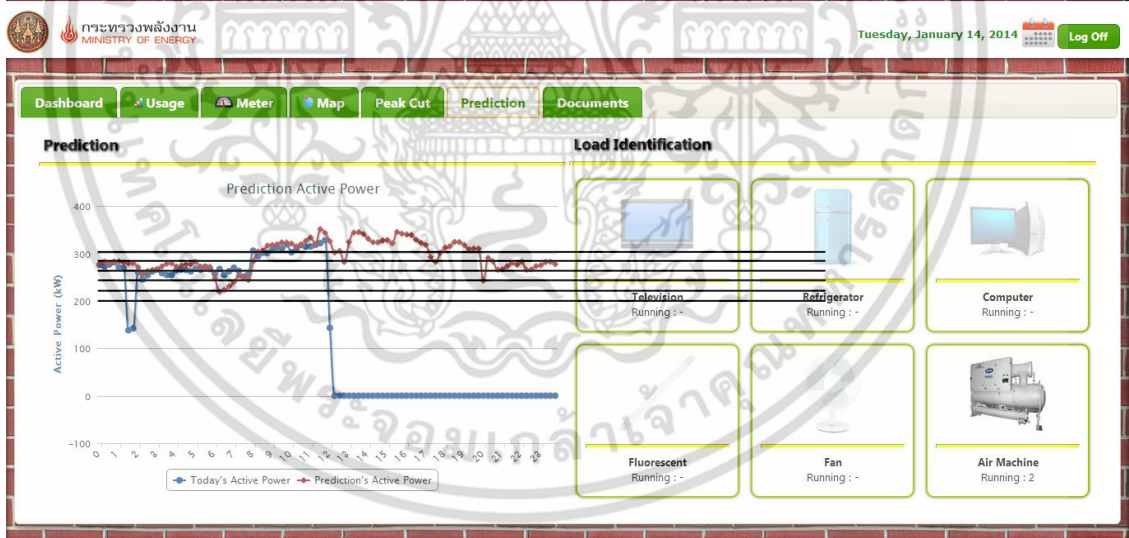 กระทรวงพลังงาน
MINISTRY OF ENERGY
Tuesday, January 14, 2014
Log Off
Dashboard
Usage
Meter
Map
Peak Cut
Prediction
Documents
Prediction
Load Identification
Prediction Active Power
Active Power (kW)
400
300
200
100
0
-100
0 1 2 3 4 5 6 7 8 9 10 11 12 13 14 15 16 17 18 19 20 21 22 23
Today's Active Power
Prediction's Active Power
Television
Running : -
Refrigerator
Running : -
Computer
Running : -
Fluorescent
Running : -
Fan
Running : -
Air Machine
Running : 2